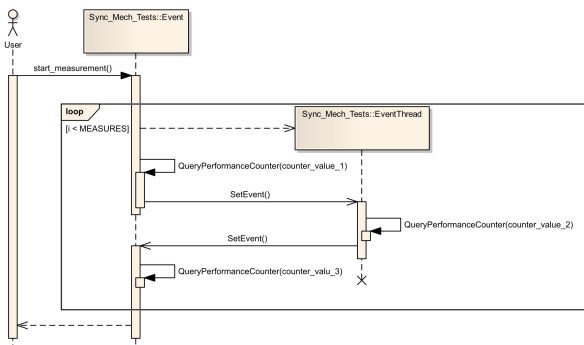 Sync_Mech_Tests::Event
User
start_measurement()
loop
Sync_Mech_Tests::EventThread
[i < MEASURES]
QueryPerformanceCounter(counter_value_1)
SetEvent()
QueryPerformanceCounter(counter_value_2)
SetEvent()
QueryPerformanceCounter(counter_valu_3)